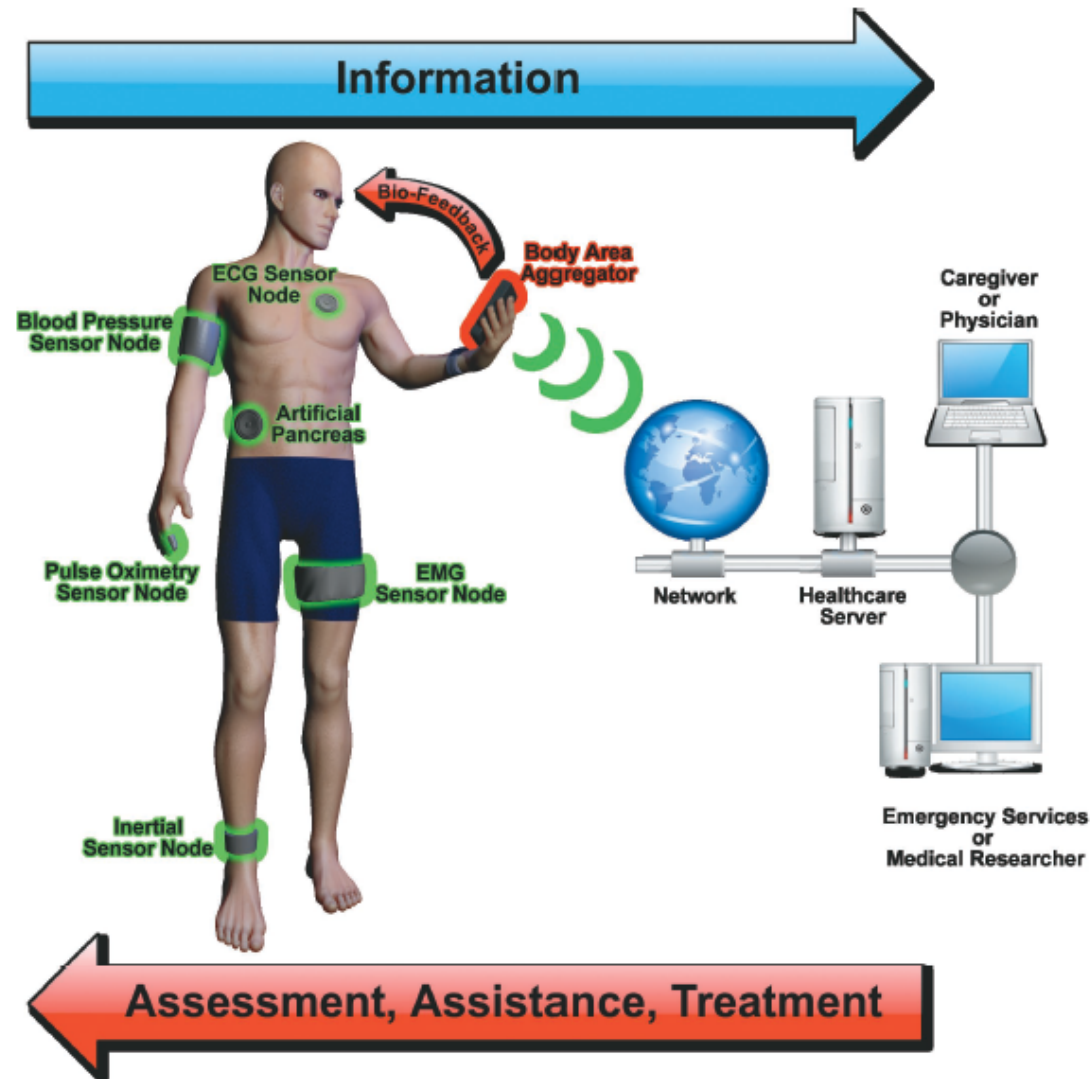 Information
Bio-Feedback
Body Area
Aggregator
ECG Sensor
Node
Blood Pressure
Sensor Node
Artificial
Pancreas
Pulse Oximetry
Sensor Node
EMG
Sensor Node
Inertial
Sensor Node
Caregiver
or
Physician
Network
Healthcare
Server
Emergency Services
or
Medical Researcher
Assessment, Assistance, Treatment